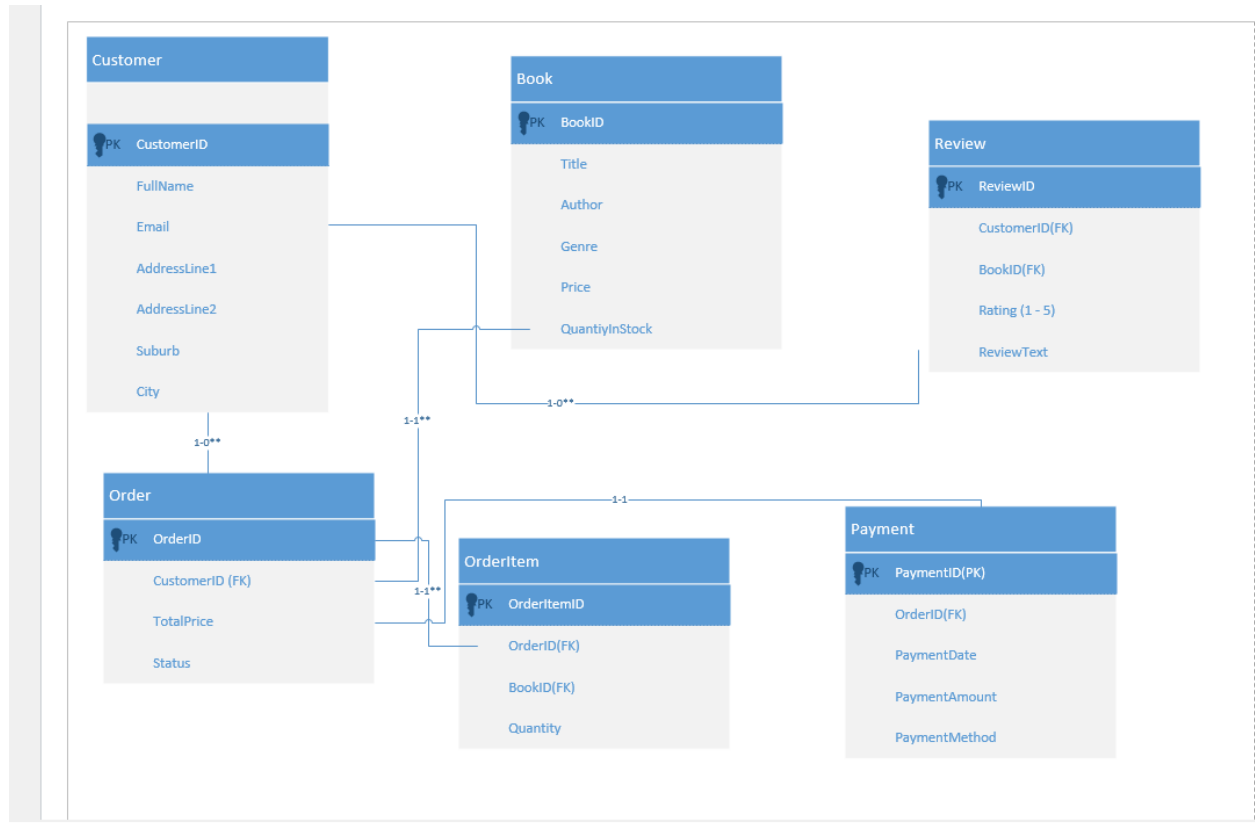 Customer
PK CustomerID
FullName
Email
AddressLine1
AddressLine2
Suburb
City
Book
PK BookID
Title
Author
Genre
Price
QuantiyInStock
Review
PK ReviewID
CustomerID(FK)
BookID(FK)
Rating (1 - 5)
ReviewText
1-0**
1-1**
1-0**
Order
PK OrderID
CustomerID (FK)
TotalPrice
Status
1-1**
1-1
OrderItem
PK OrderItemID
OrderID(FK)
BookID(FK)
Quantity
Payment
PK PaymentID(PK)
OrderID(FK)
PaymentDate
PaymentAmount
PaymentMethod